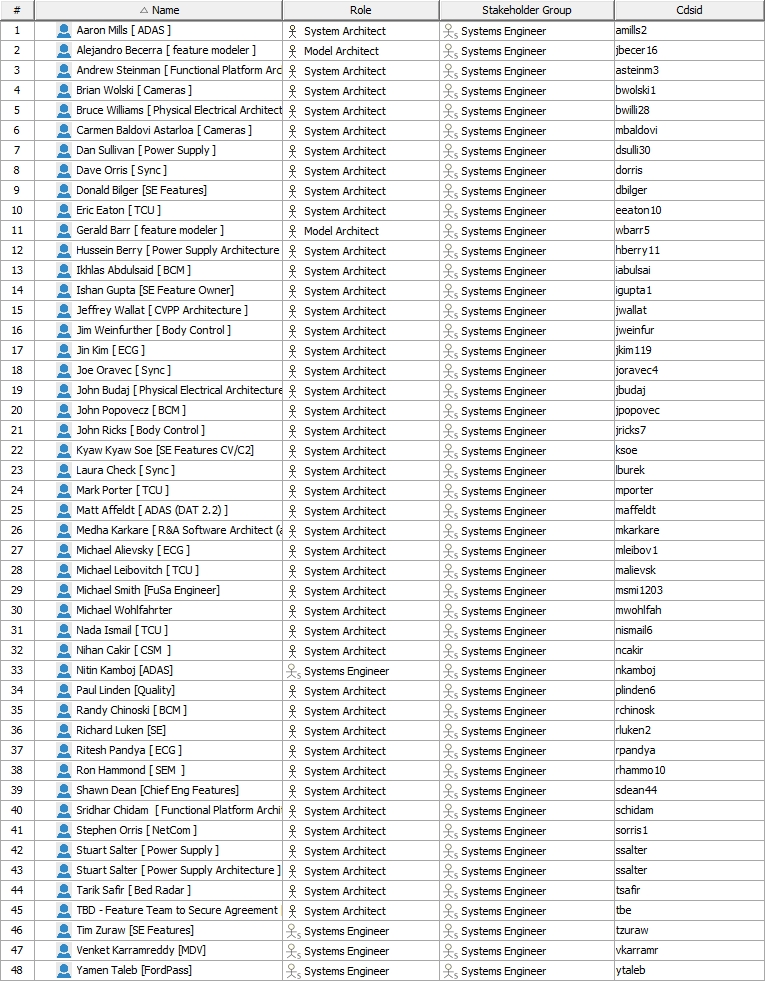 # Name Role Stakeholder Group Cdsid
1 Aaron Mills [ ADAS ] System Architect Systems Engineer amills2
2 Alejandro Becerra [ feature modeler ] Model Architect Systems Engineer jbecer16
3 Andrew Steinman [ Functional Platform Arc System Architect Systems Engineer asteinm3
4 Brian Wolski [ Cameras ] System Architect Systems Engineer bwolski1
5 Bruce Williams [ Physical Electrical Architect System Architect Systems Engineer bwilli28
6 Carmen Baldovi Astarloa [ Cameras ] System Architect Systems Engineer mbaldovi
7 Dan Sullivan [ Power Supply ] System Architect Systems Engineer dsulli30
8 Dave Orris [ Sync ] System Architect Systems Engineer dorris
9 Donald Bilger [SE Features] System Architect Systems Engineer dbilger
10 Eric Eaton [ TCU ] System Architect Systems Engineer eeaton10
11 Gerald Barr [ feature modeler ] Model Architect Systems Engineer wbarr5
12 Hussein Berry [ Power Supply Architecture System Architect Systems Engineer hberry11
13 Ikhlas Abdulsaid [ BCM ] System Architect Systems Engineer iabulsai
14 Ishan Gupta [SE Feature Owner] System Architect Systems Engineer igupta1
15 Jeffrey Wallat [ CVPP Architecture ] System Architect Systems Engineer jwallat
16 Jim Weinfurther [ Body Control ] System Architect Systems Engineer jweinfur
17 Jin Kim [ ECG ] System Architect Systems Engineer jkim119
18 Joe Oravec [ Sync ] System Architect Systems Engineer joravec4
19 John Budaj [ Physical Electrical Architecture System Architect Systems Engineer jbudaj
20 John Popovecz [ BCM ] System Architect Systems Engineer jpopovec
21 John Ricks [ Body Control ] System Architect Systems Engineer jricks7
22 Kyaw Kyaw Soe [SE Features CV/C2] System Architect Systems Engineer ksoe
23 Laura Check [ Sync ] System Architect Systems Engineer lburek
24 Mark Porter [ TCU ] System Architect Systems Engineer mporter
25 Matt Affeldt [ ADAS (DAT 2.2) ] System Architect Systems Engineer maffeldt
26 Medha Karkare [ R&A Software Architect (a System Architect Systems Engineer mkarkare
27 Michael Alievsky [ ECG ] System Architect Systems Engineer mleibov1
28 Michael Leibovitch [ TCU ] System Architect Systems Engineer malievsk
29 Michael Smith [FuSa Engineer] System Architect Systems Engineer msmi1203
30 Michael Wohlfahrter System Architect Systems Engineer mwohlfah
31 Nada Ismail [ TCU ] System Architect Systems Engineer nismail6
32 Nihan Cakir [ CSM ] System Architect Systems Engineer ncakir
33 Nitin Kamboj [ADAS] Systems Engineer Systems Engineer nkamboj
34 Paul Linden [Quality] System Architect Systems Engineer plinden6
35 Randy Chinoski [ BCM ] System Architect Systems Engineer rchinosk
36 Richard Luken [SE] System Architect Systems Engineer rluken2
37 Ritesh Pandya [ ECG ] System Architect Systems Engineer rpandya
38 Ron Hammond [ SEM ] System Architect Systems Engineer rhammo10
39 Shawn Dean [Chief Eng Features] System Architect Systems Engineer sdean44
40 Sridhar Chidam [ Functional Platform Archi System Architect Systems Engineer schidam
41 Stephen Orris [ NetCom ] System Architect Systems Engineer sorris1
42 Stuart Salter [ Power Supply ] System Architect Systems Engineer ssalter
43 Stuart Salter [ Power Supply Architecture ] System Architect Systems Engineer ssalter
44 Tarik Safir [ Bed Radar ] System Architect Systems Engineer tsafir
45 TBD - Feature Team to Secure Agreement System Architect Systems Engineer tbe
46 Tim Zuraw [SE Features] Systems Engineer Systems Engineer tzuraw
47 Venket Karramreddy [MDV] Systems Engineer Systems Engineer vkarramr
48 Yamen Taleb [FordPass] Systems Engineer Systems Engineer ytaleb